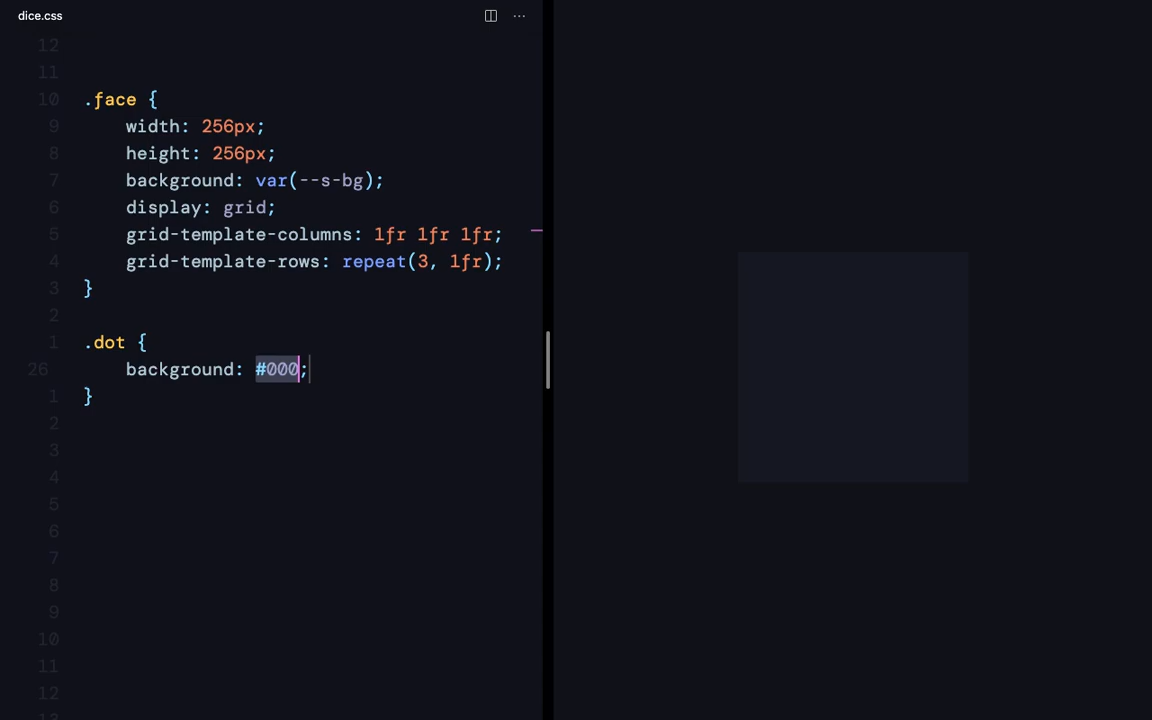 dice.css
12
11
10 .face {
9 width: 256px;
8 height: 256px;
7 background: var(--s-bg);
6 display: grid;
5 grid-template-columns: 1fr 1fr 1fr;
4 grid-template-rows: repeat(3, 1fr);
3 }
2
1 .dot {
26 background: #000;
1 }
2
3
4
5
6
7
8
9
10
11
12
13